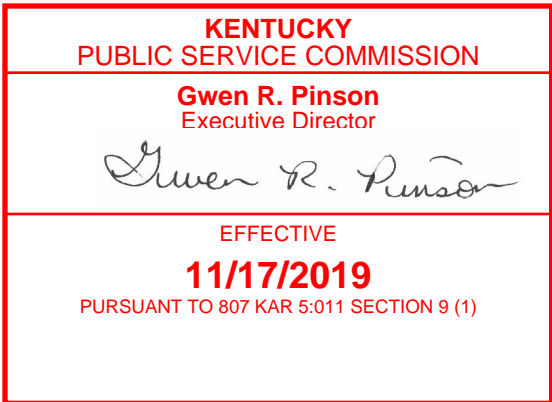 KENTUCKY
PUBLIC SERVICE COMMISSION
Gwen R. Pinson
Executive Director
Gwen R. Pinson
EFFECTIVE
11/17/2019
PURSUANT TO 807 KAR 5:011 SECTION 9 (1)